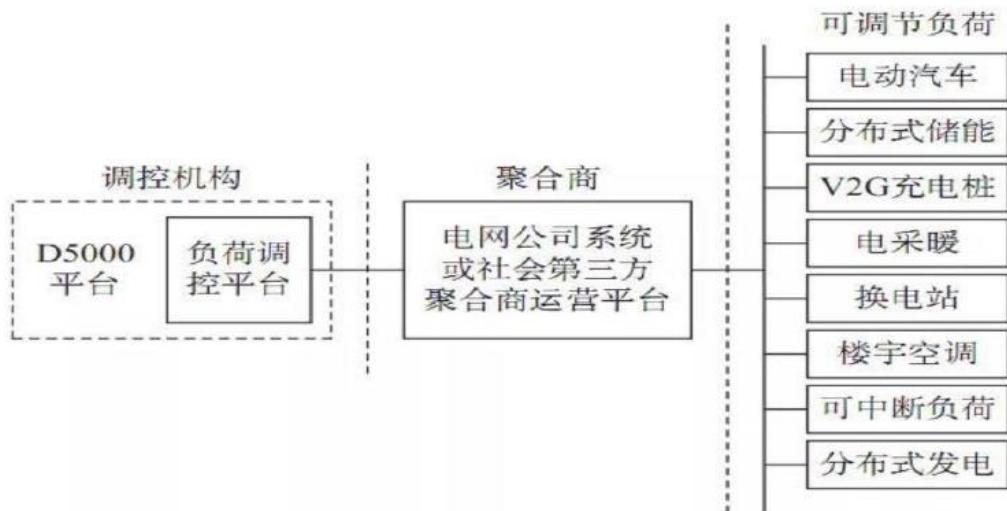 可调节负荷
电动汽车
分布式储能
V2G充电桩
电采暖
换电站
楼宇空调
可中断负荷
分布式发电
调控机构
D5000
平台
负荷调
控平台
聚合商
电网公司系统
或社会第三方
聚合商运营平台